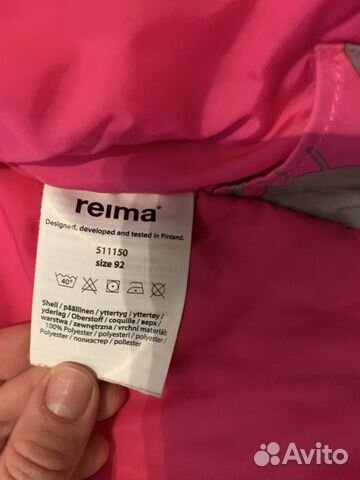 reima®
Designed, developed and tested in Finland.
511150
size 92
40°
Shell / päällinen / yttertyg / yttertøy /
yderlag / Oberstoff / coquille / верх /
warstwa / zewnętrzna / vrchní materiál:
100% Polyester / polyesteri / polyester /
Polyester / полиэстер / poliester
Avito